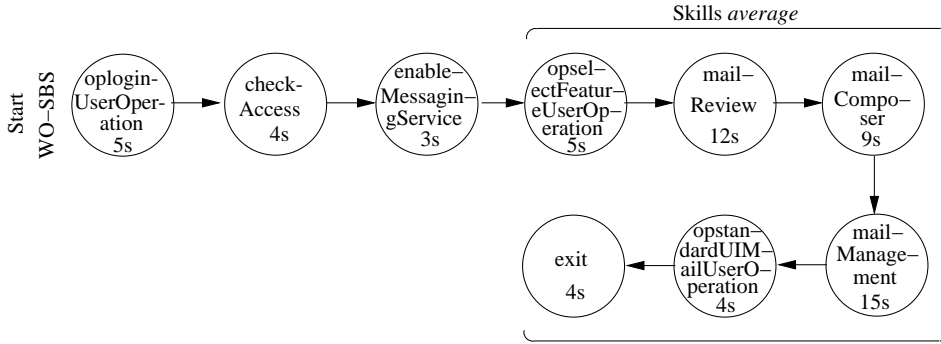 Skills average
Start
WO–SBS
oplogin-
UserOper-
ation
5s
check-
Access
4s
enable–
Messagin-
gService
3s
opsel–
ectFeatur-
eUserOp–
eration
5s
mail–
Review
12s
mail–
Compo–
ser
9s
exit
4s
opstan–
dardUIM–
ailUserO–
peration
4s
mail–
Manage–
ment
15s